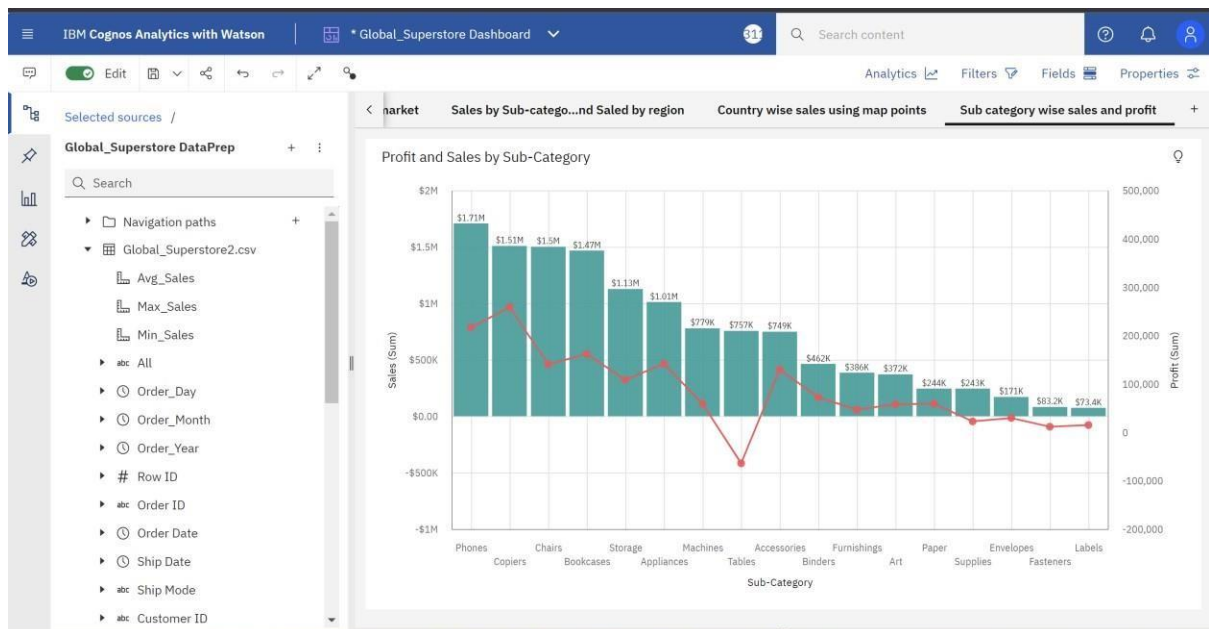 IBM Cognos Analytics with Watson
* Global_Superstore Dashboard
Search content
Edit
Analytics
Filters
Fields
Properties
Selected sources /
Global_Superstore DataPrep
Search
Navigation paths
Global_Superstore2.csv
Avg_Sales
Max_Sales
Min_Sales
abc All
Order_Day
Order_Month
Order_Year
# Row ID
abc Order ID
Order Date
Ship Date
abc Ship Mode
abc Customer ID
Sales by Sub-catego...nd Saled by region
Country wise sales using map points
Sub category wise sales and profit
Profit and Sales by Sub-Category
$2M
$1.5M
$1M
$500K
$0.00
-$500K
-$1M
Sales (Sum)
$1.71M
$1.51M
$1.5M
$1.47M
$1.13M
$1.01M
$779K
$757K
$749K
$462K
$386K
$372K
$244K
$243K
$171K
$83.2K
$73.4K
500,000
400,000
300,000
200,000
100,000
0
-100,000
-200,000
Profit (Sum)
Phones
Copiers
Chairs
Bookcases
Storage
Appliances
Machines
Tables
Accessories
Binders
Furnishings
Art
Paper
Supplies
Envelopes
Fasteners
Labels
Sub-Category